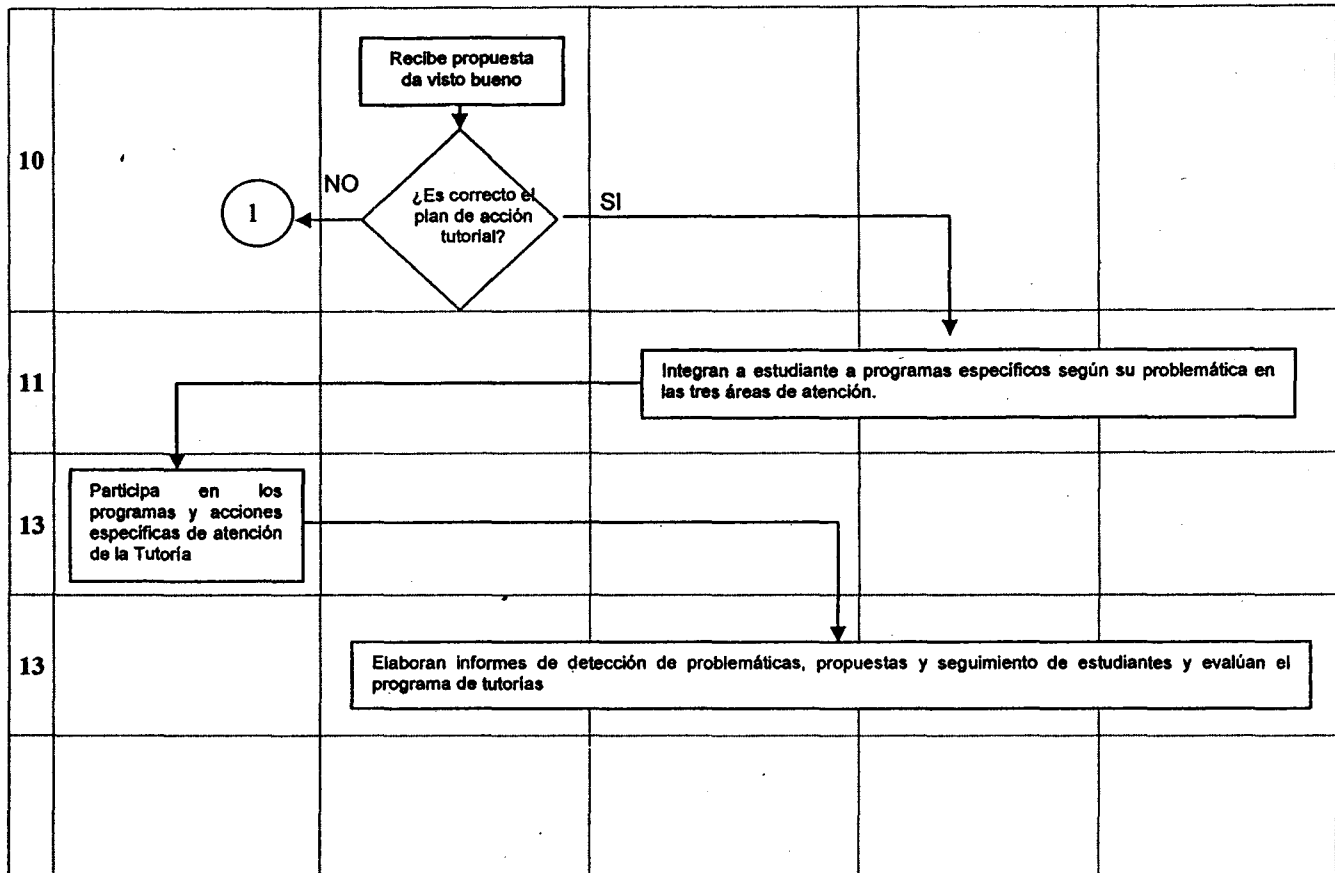 Recibe propuesta
da visto bueno
10
NO
¿Es correcto el
plan de acción
tutorial?
SI
1
11
Integran a estudiante a programas específicos según su problemática en
las tres áreas de atención.
13
Participa en los
programas y acciones
específicas de atención
de la Tutoría
13
Elaboran informes de detección de problemáticas, propuestas y seguimiento de estudiantes y evalúan el
programa de tutorías